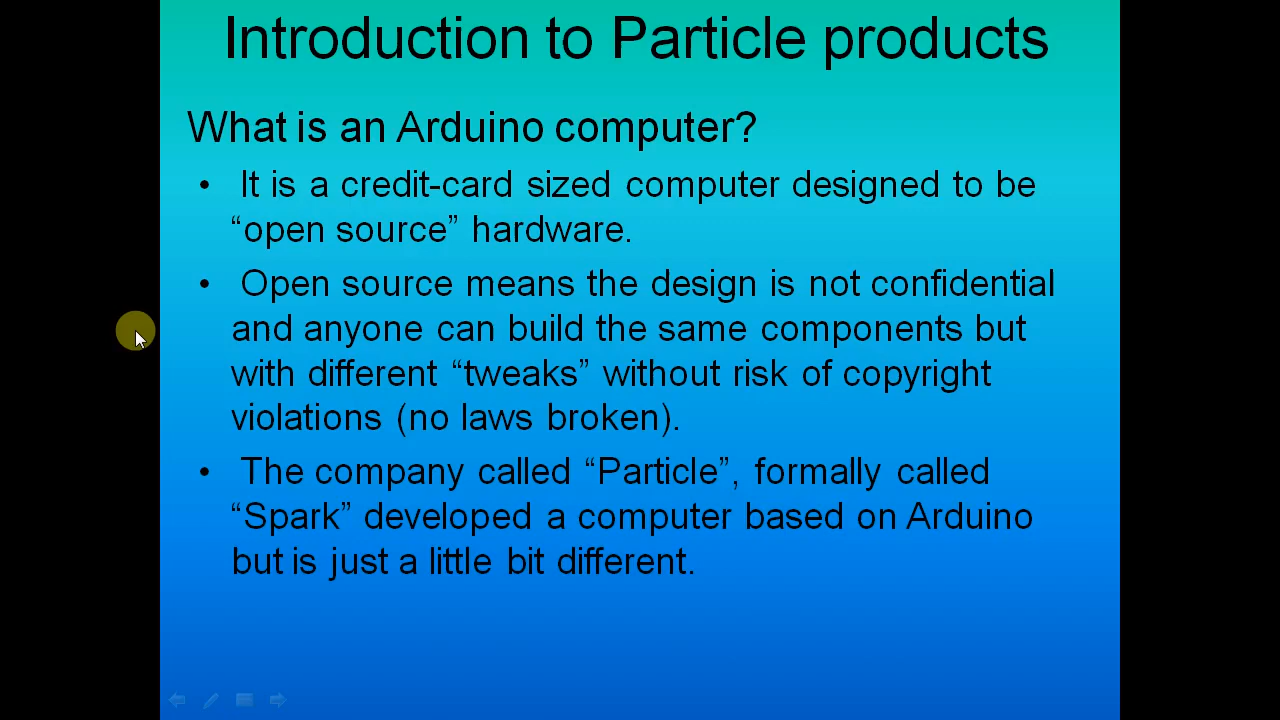 Introduction to Particle products
What is an Arduino computer?
• It is a credit-card sized computer designed to be
“open source” hardware.
• Open source means the design is not confidential
and anyone can build the same components but
with different “tweaks” without risk of copyright
violations (no laws broken).
• The company called “Particle”, formally called
“Spark” developed a computer based on Arduino
but is just a little bit different.